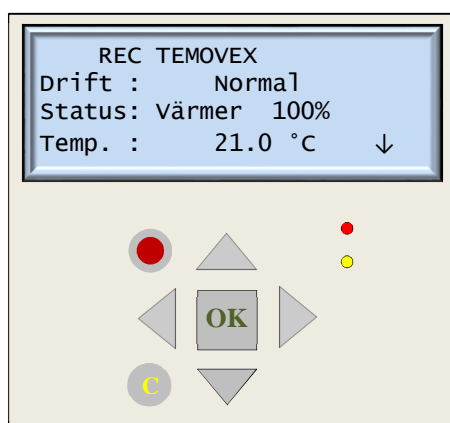 REC TEMOVEX
Drift : Normal
Status: Värmer 100%
Temp. : 21.0 °C ↓
OK
C